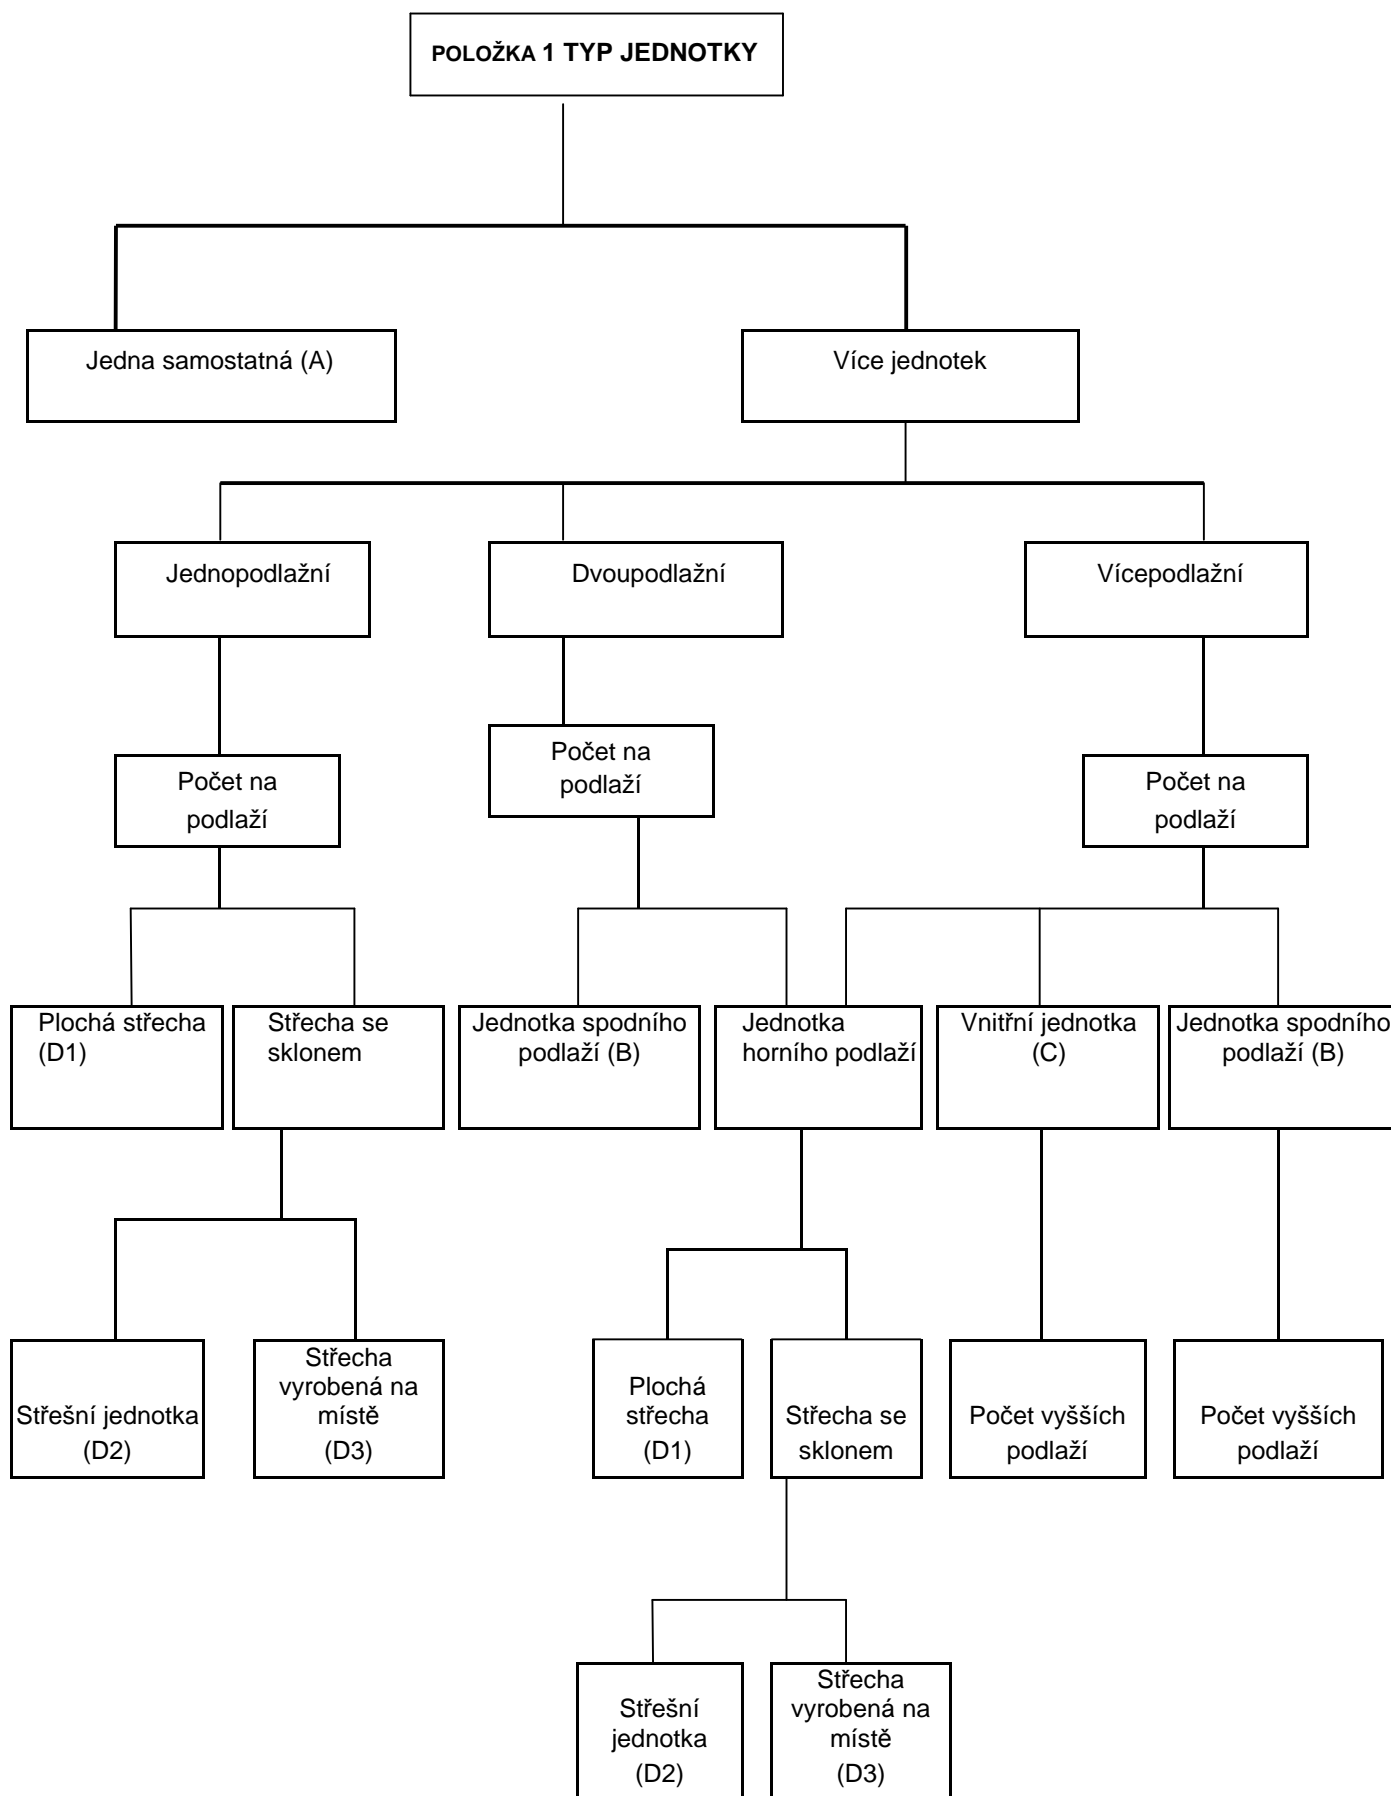 POLOŽKA 1 TYP JEDNOTKY
Jedna samostatná (A)
Více jednotek
Jednopodlažní
Dvoupodlažní
Vícepodlažní
Počet na
podlaží
Počet na
podlaží
Počet na
podlaží
Plochá střecha
(D1)
Střecha se
sklonem
Jednotka spodního
podlaží (B)
Jednotka
horního podlaží
Vnitřní jednotka
(C)
Jednotka spodního
podlaží (B)
Střešní jednotka
(D2)
Střecha
vyrobená na
místě
(D3)
Plochá
střecha
(D1)
Střecha se
sklonem
Počet vyšších
podlaží
Počet vyšších
podlaží
Střešní
jednotka
(D2)
Střecha
vyrobená na
místě
(D3)